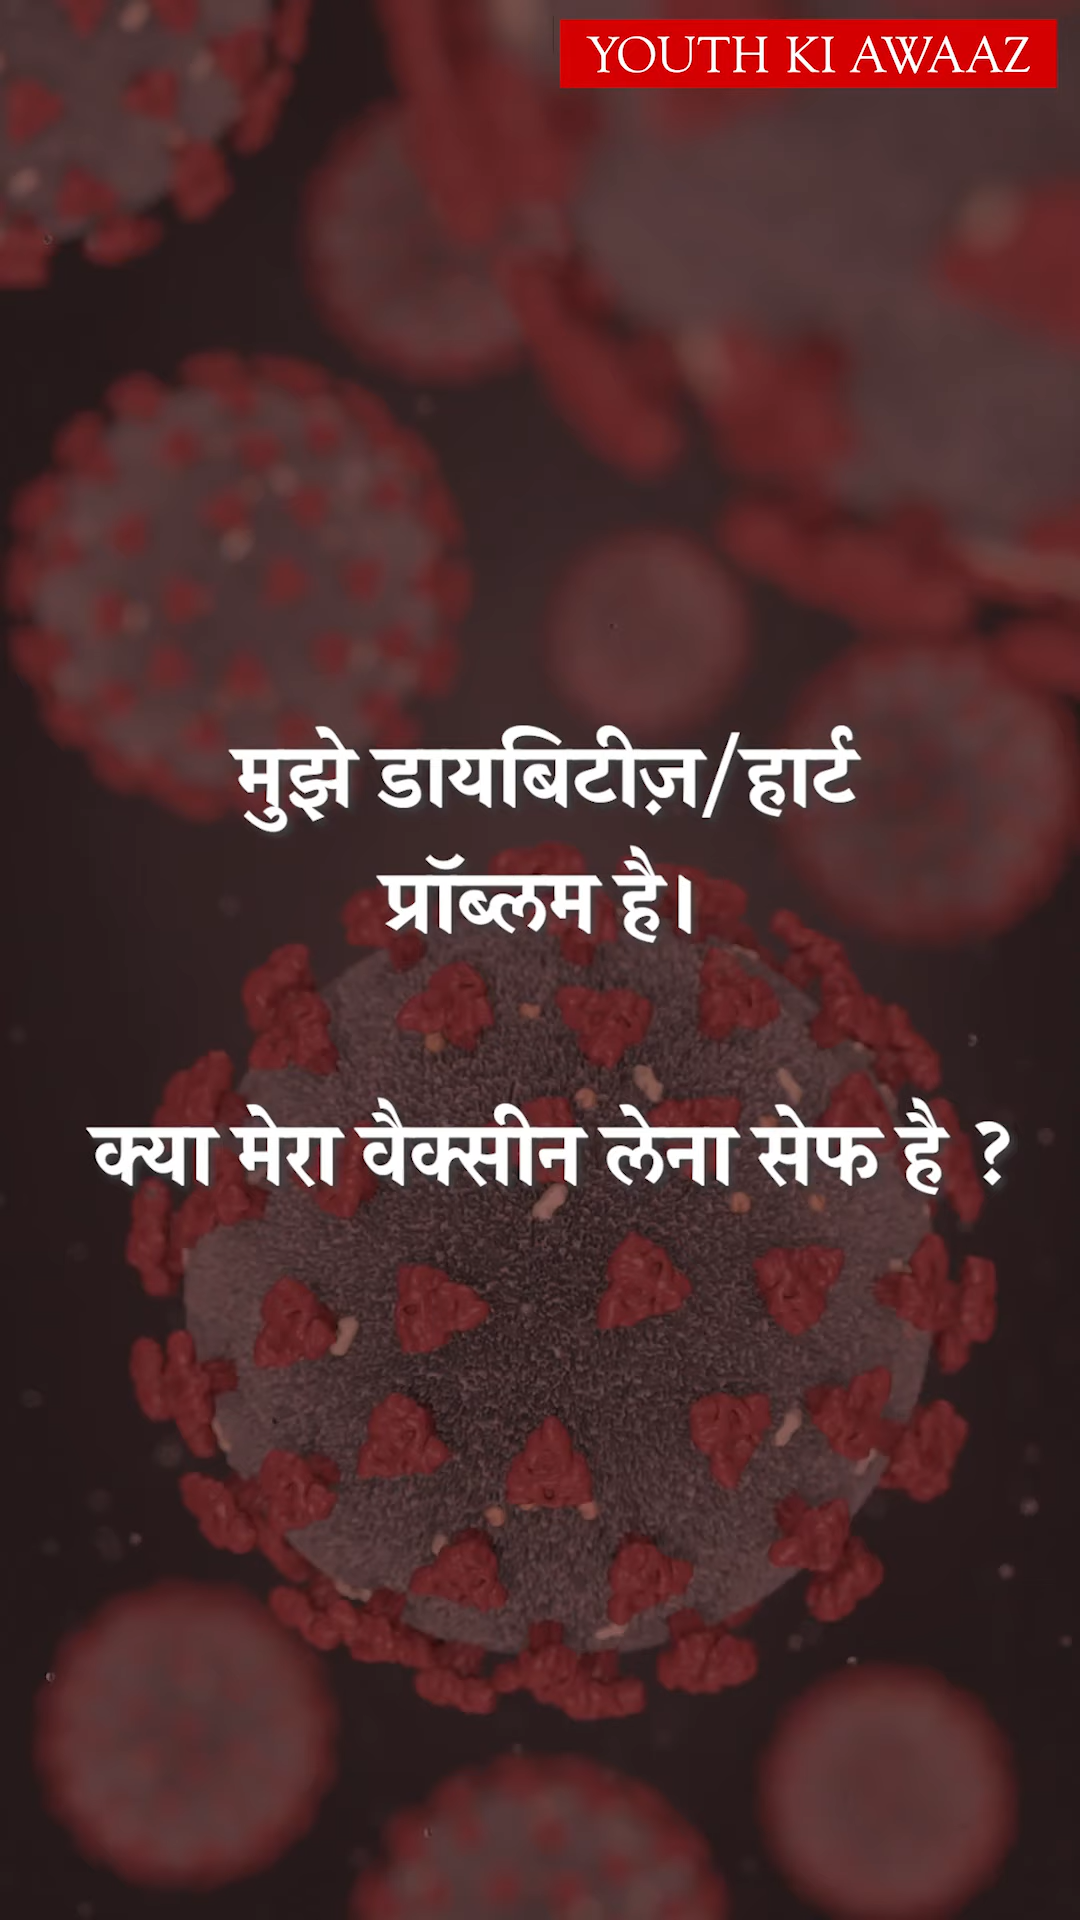 YOUTH KI AWAAZ
मुझे डायबिटीज़/हार्ट
प्रॉब्लम है।
क्या मेरा वैक्सीन लेना सेफ है ?